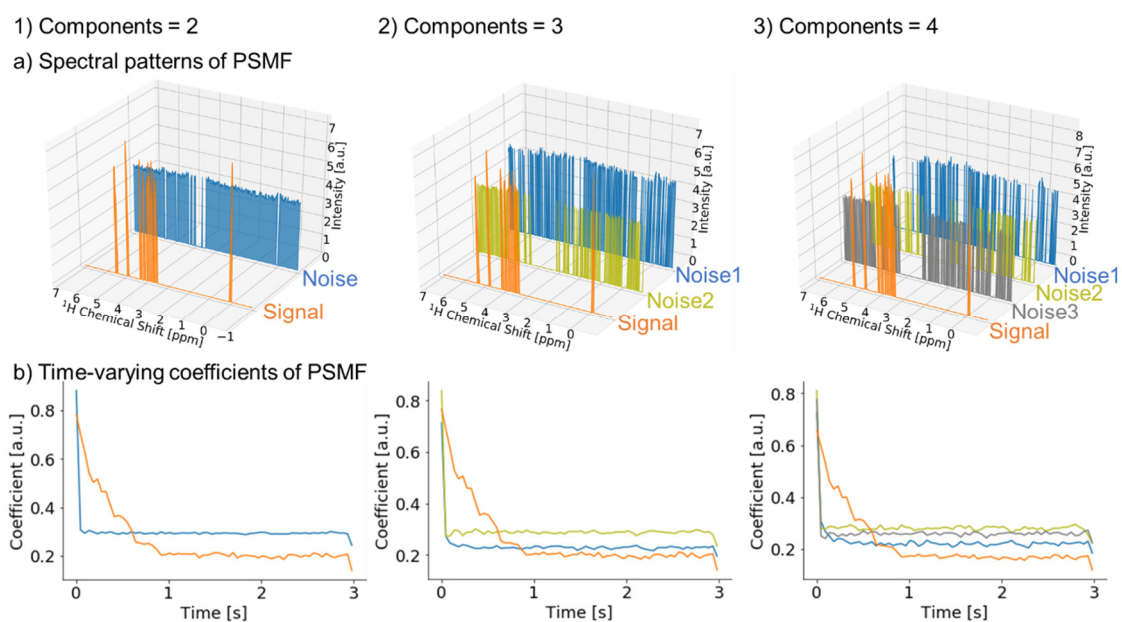 1) Components = 2
2) Components = 3
3) Components = 4
a) Spectral patterns of PSMF
7
6
5
4
3
2
1
0
Intensity [a.u.]
7
6
5
4
3
2
1
0
−1
¹H Chemical Shift [ppm]
Noise
Signal
7
6
5
4
3
2
1
0
Intensity [a.u.]
7
6
5
4
3
2
1
0
¹H Chemical Shift [ppm]
Noise1
Noise2
Signal
8
7
6
5
4
3
2
1
0
Intensity [a.u.]
7
6
5
4
3
2
1
0
¹H Chemical Shift [ppm]
Noise1
Noise2
Noise3
Signal
b) Time-varying coefficients of PSMF
Coefficient [a.u.]
0.8
0.6
0.4
0.2
0 1 2 3
Time [s]
Coefficient [a.u.]
0.8
0.6
0.4
0.2
0 1 2 3
Time [s]
Coefficient [a.u.]
0.8
0.6
0.4
0.2
0 1 2 3
Time [s]